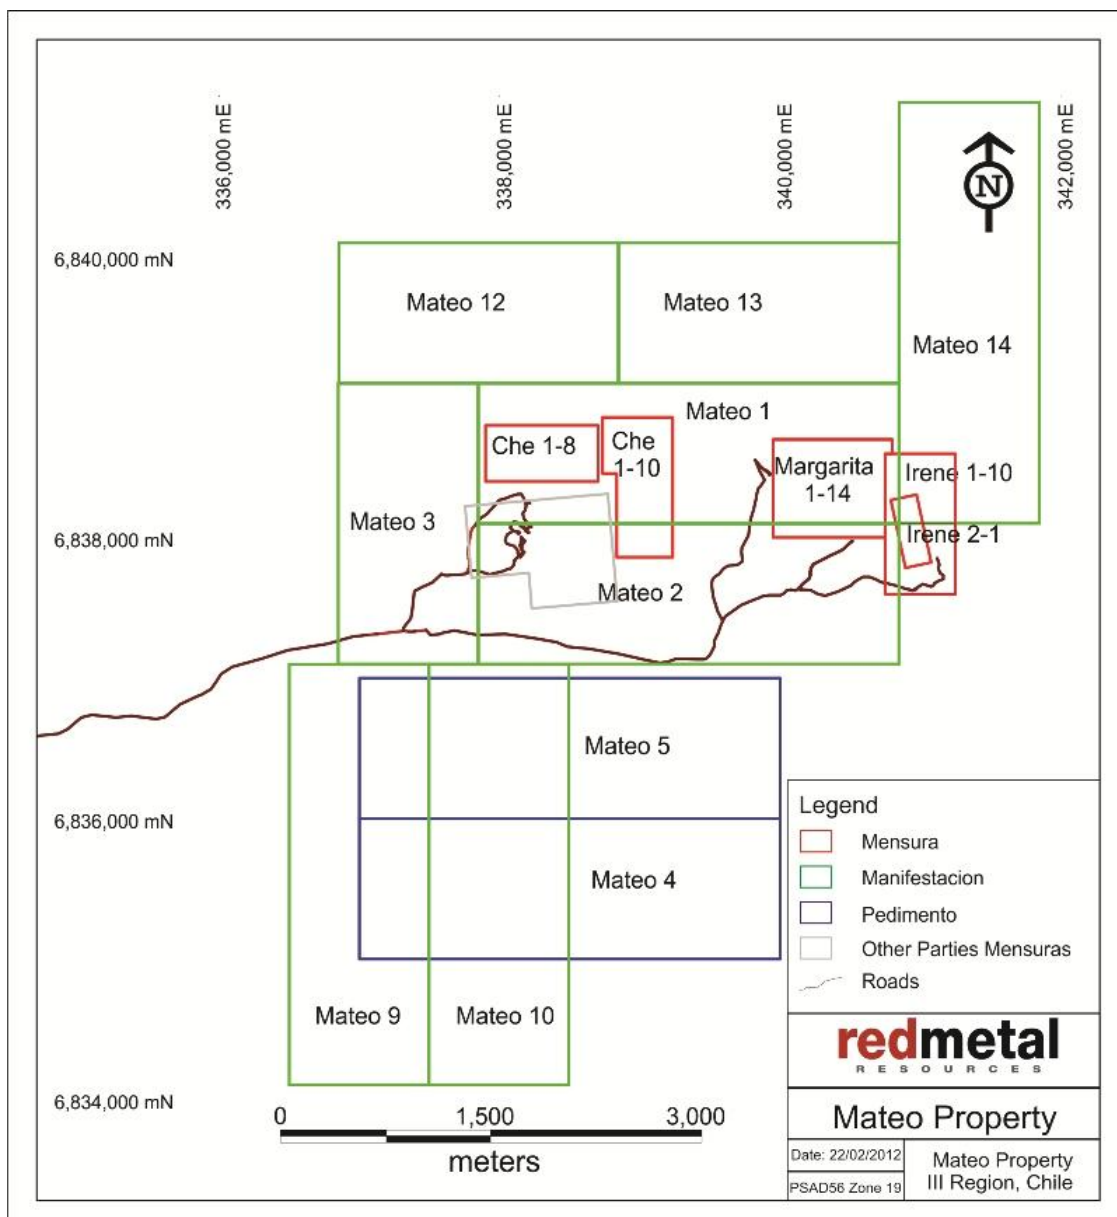 336,000 mE
338,000 mE
340,000 mE
342,000 mE
N
6,840,000 mN
Mateo 12
Mateo 13
Mateo 14
Mateo 1
Che 1-8
Che
1-10
Margarita
1-14
Irene 1-10
Mateo 3
6,838,000 mN
Irene 2-1
Mateo 2
Mateo 5
6,836,000 mN
Mateo 4
Mateo 9
Mateo 10
6,834,000 mN
0 1,500 3,000
meters
Legend
Mensura
Manifestacion
Pedimento
Other Parties Mensuras
Roads
redmetal
RESOURCES
Mateo Property
Date: 22/02/2012
PSAD56 Zone 19
Mateo Property
III Region, Chile